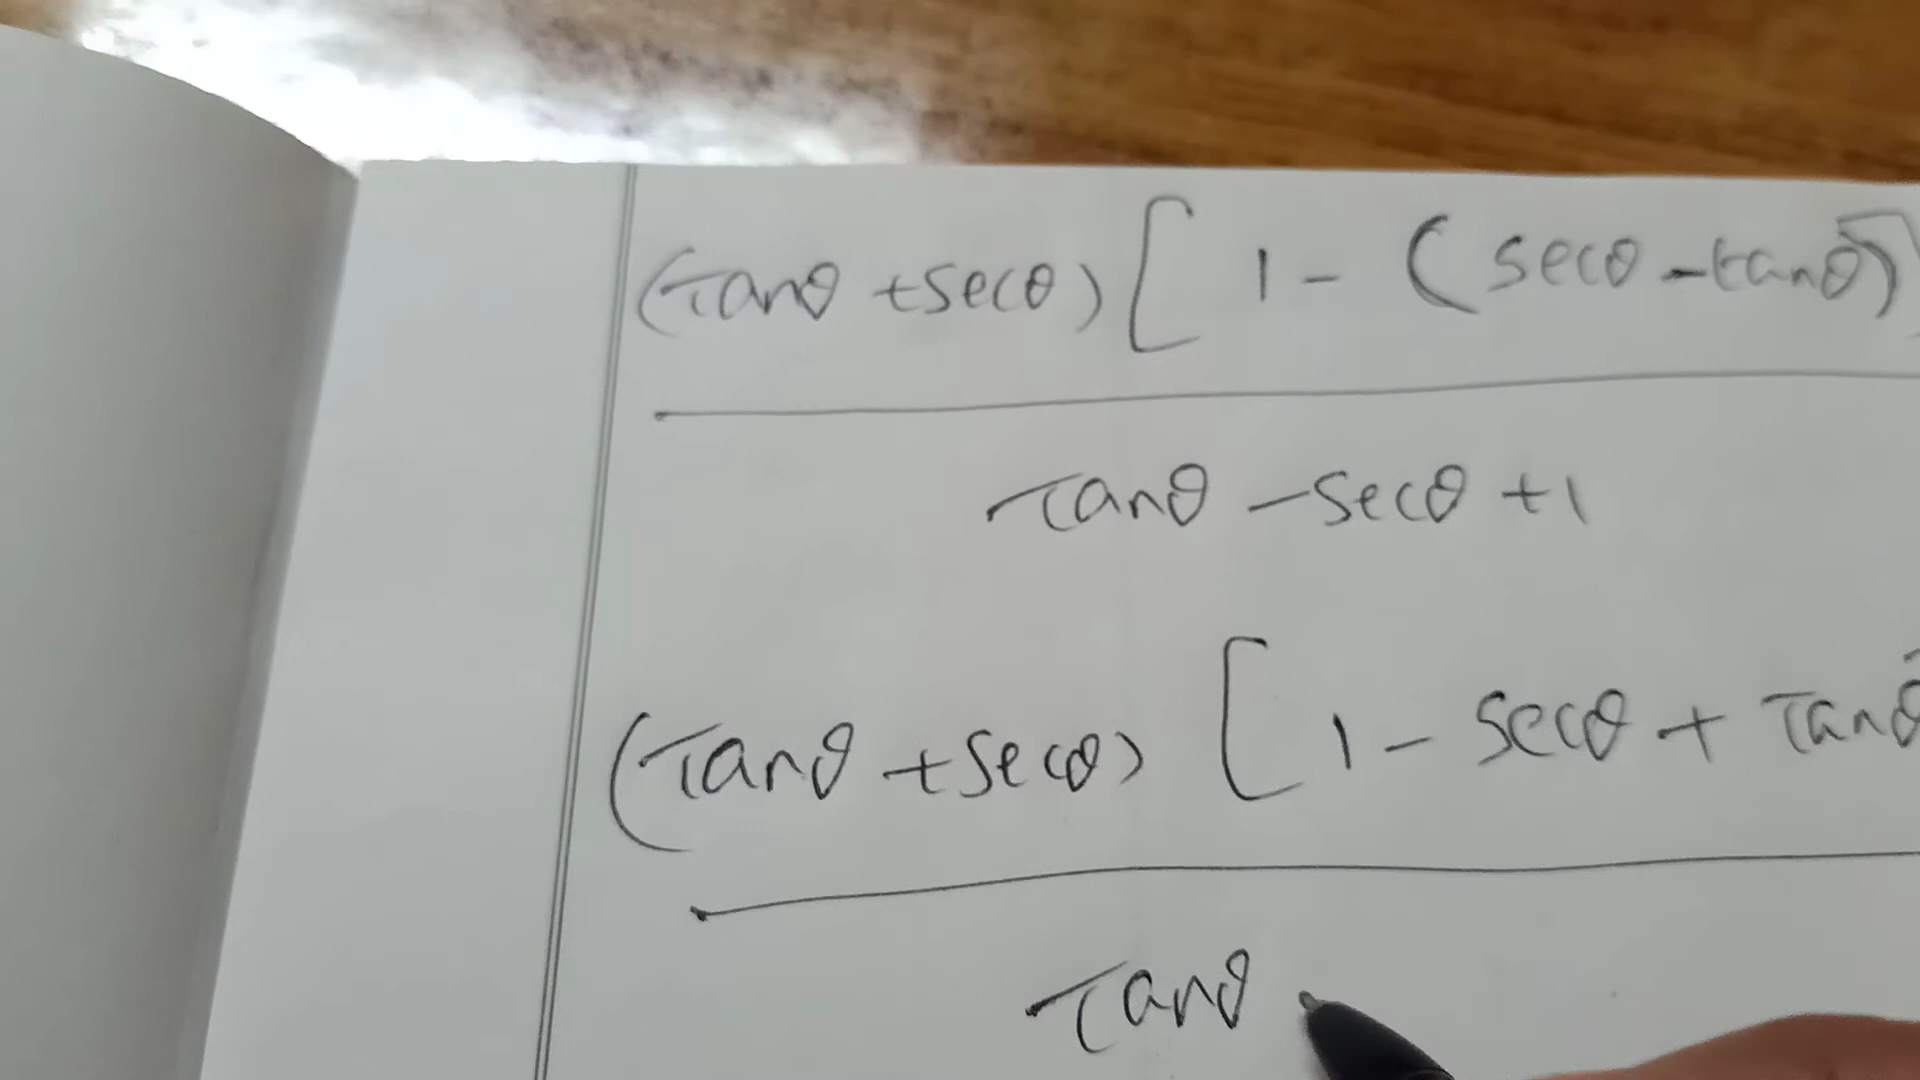 (Tanθ +secθ) [ 1 - (secθ -tanθ)]
Tanθ -secθ +1
(Tanθ +secθ) [ 1 - secθ + Tanθ
Tanθ